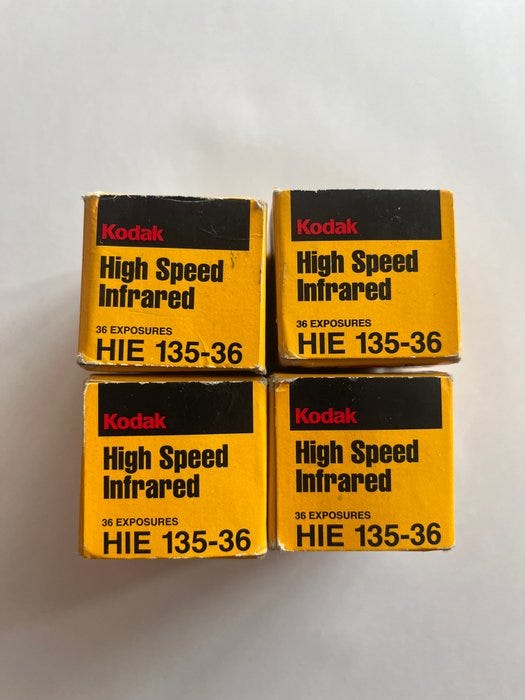 Kodak
High Speed
Infrared
36 EXPOSURES
HIE 135-36
Kodak
High Speed
Infrared
36 EXPOSURES
HIE 135-36
Kodak
High Speed
Infrared
36 EXPOSURES
HIE 135-36
Kodak
High Speed
Infrared
36 EXPOSURES
HIE 135-36